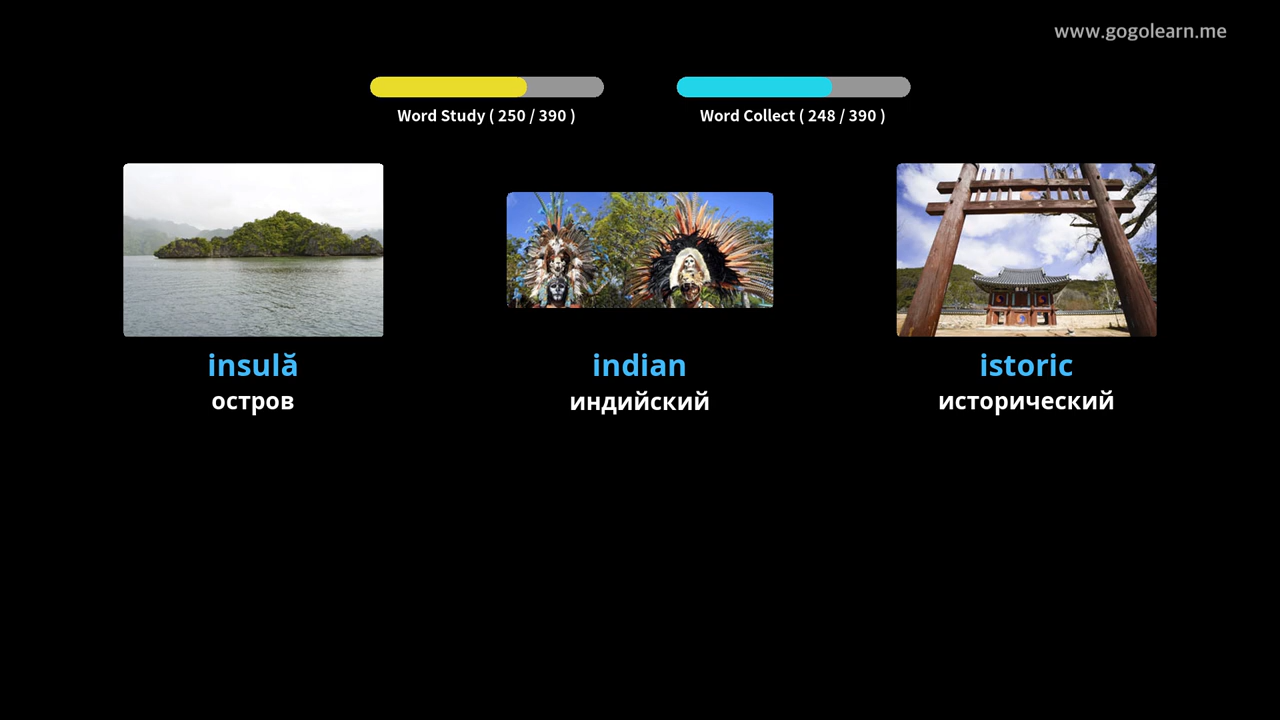 www.gogolearn.me
Word Study ( 250 / 390 )
Word Collect ( 248 / 390 )
insulă
остров
indian
индийский
istoric
исторический